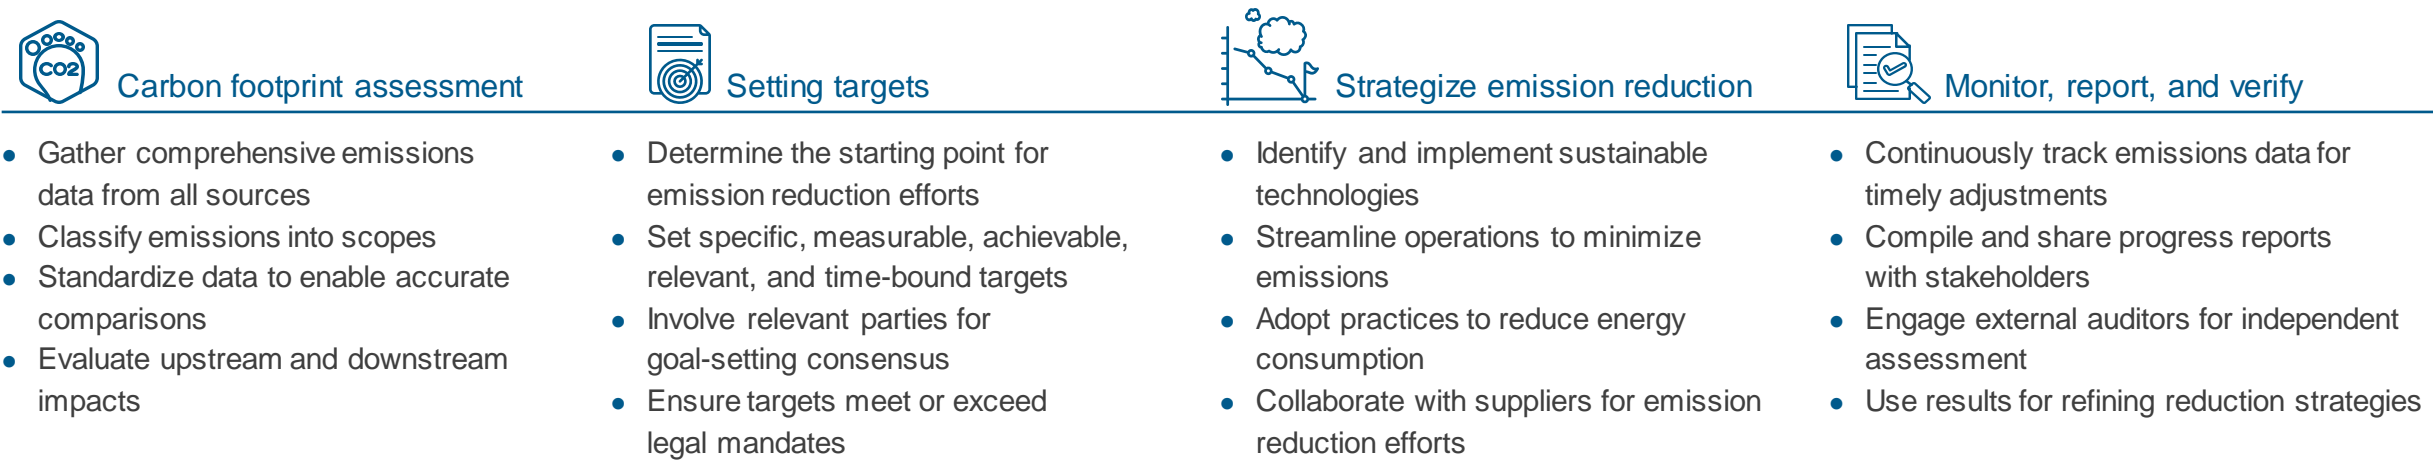 CO2
Carbon footprint assessment
● Gather comprehensive emissions
data from all sources
● Classify emissions into scopes
● Standardize data to enable accurate
comparisons
● Evaluate upstream and downstream
impacts
Setting targets
● Determine the starting point for
emission reduction efforts
● Set specific, measurable, achievable,
relevant, and time-bound targets
● Involve relevant parties for
goal-setting consensus
● Ensure targets meet or exceed
legal mandates
Strategize emission reduction
● Identify and implement sustainable
technologies
● Streamline operations to minimize
emissions
● Adopt practices to reduce energy
consumption
● Collaborate with suppliers for emission
reduction efforts
Monitor, report, and verify
● Continuously track emissions data for
timely adjustments
● Compile and share progress reports
with stakeholders
● Engage external auditors for independent
assessment
● Use results for refining reduction strategies